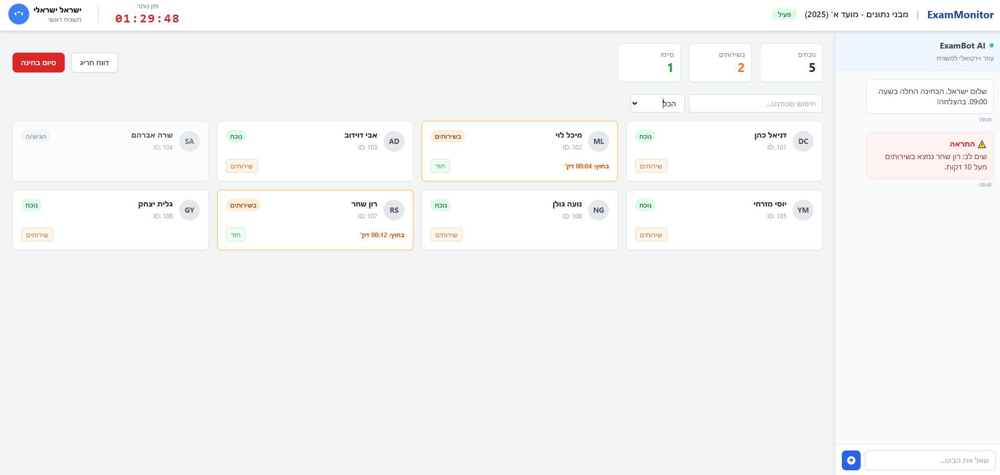 ExamMonitor | מבני נתונים - מועד א' (2025) פעיל
זמן נותר
01:29:48
ישראל ישראלי
משגיח ראשי
י"י
ExamBot AI
עוזר וירטואלי למשגיח
שלום ישראל, הבחינה החלה בשעה
09:00. בהצלחה!
09:00
⚠ התראה
שים לב: רון שחר נמצא בשירותים
מעל 10 דקות.
09:45
שאל את הבוט...
נוכחים
5
בשירותים
2
סיימו
1
דווח חריג
סיום בחינה
חיפוש סטודנט...
הכל
DC
דניאל כהן
ID: 101
נוכח
שירותים
ML
מיכל לוי
ID: 102
בשירותים
בחוץ: 00:04 דק'
חזר
AD
אבי דוידוב
ID: 103
נוכח
שירותים
SA
שרה אברהם
ID: 104
הגיש/ה
YM
יוסי מזרחי
ID: 105
נוכח
שירותים
NG
נועה גולן
ID: 106
נוכח
שירותים
RS
רון שחר
ID: 107
בשירותים
בחוץ: 00:12 דק'
חזר
GY
גלית יצחק
ID: 108
נוכח
שירותים